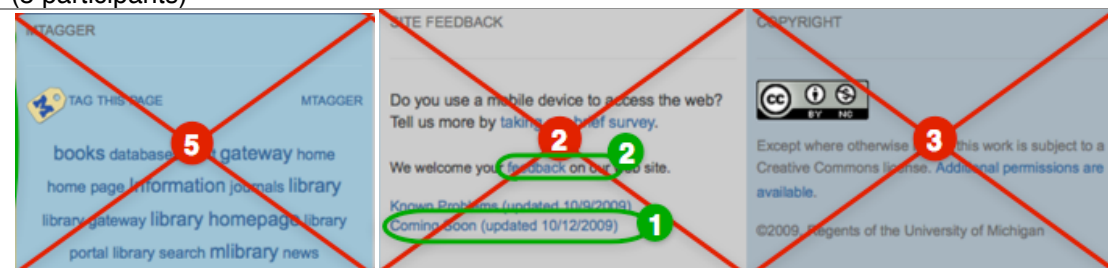 (8 participants)
MTAGGER
TAG THIS PAGE MTAGGER
5
books database gateway home
home page information journals library
library gateway library homepage library
portal library search mlibrary news
SITE FEEDBACK
Do you use a mobile device to access the web?
Tell us more by taking brief survey.
2
2
We welcome your feedback on our web site.
Known Problems (updated 10/9/2009)
Coming Soon (updated 10/12/2009)
1
COPYRIGHT
cc BY NC
3
Except where otherwise this work is subject to a
Creative Commons license. Additional permissions are
available.
©2009, Regents of the University of Michigan